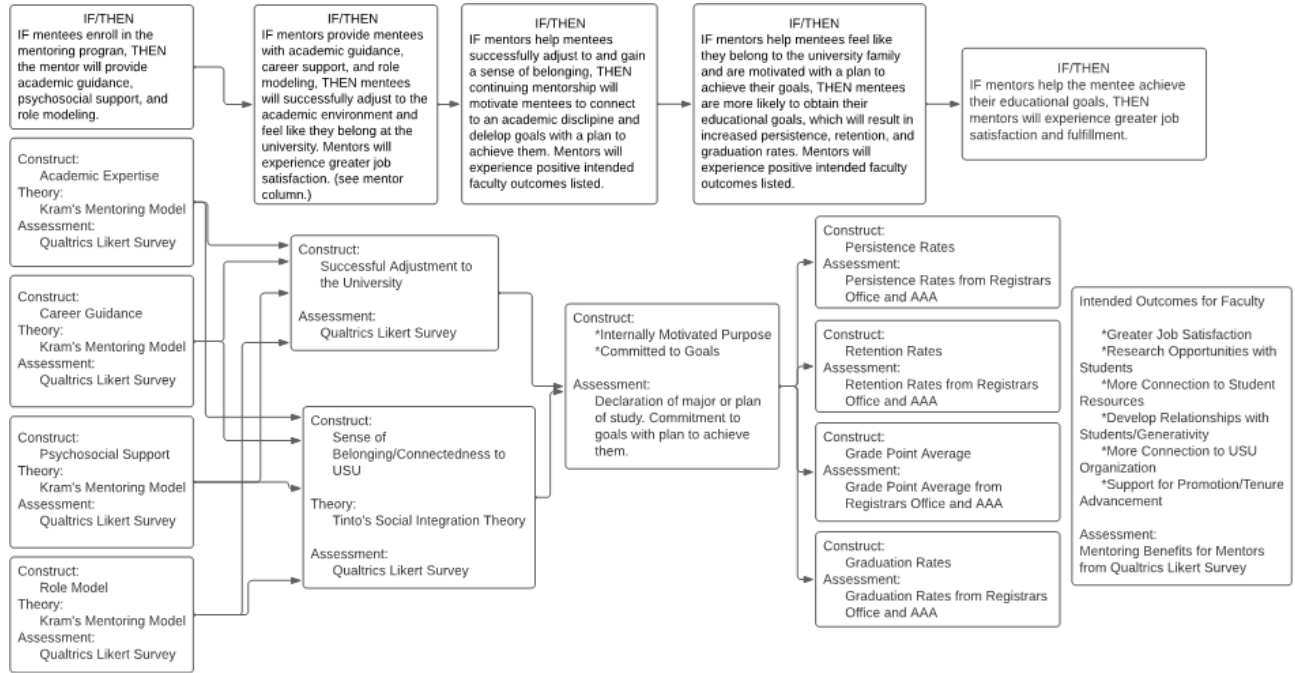 IF/THEN
IF mentees enroll in the
mentoring progran, THEN
the mentor will provide
academic guidance,
psychosocial support, and
role modeling.
IF/THEN
IF mentors provide mentees
with academic guidance,
career support, and role
modeling, THEN mentees
will successfully adjust to the
academic environment and
feel like they belong at the
university. Mentors will
experience greater job
satisfaction. (see mentor
column.)
IF/THEN
IF mentors help mentees
successfully adjust to and gain
a sense of belonging, THEN
continuing mentorship will
motivate mentees to connect
to an academic disclipine and
delelop goals with a plan to
achieve them. Mentors will
experience positive intended
faculty outcomes listed.
IF/THEN
IF mentors help mentees feel like
they belong to the university family
and are motivated with a plan to
achieve their goals, THEN mentees
are more likely to obtain their
educational goals, which will result in
increased persistence, retention, and
graduation rates. Mentors will
experience positive intended faculty
outcomes listed.
IF/THEN
IF mentors help the mentee achieve
their educational goals, THEN
mentors will experience greater job
satisfaction and fulfillment.
Construct:
Academic Expertise
Theory:
Kram's Mentoring Model
Assessment:
Qualtrics Likert Survey
Construct:
Career Guidance
Theory:
Kram's Mentoring Model
Assessment:
Qualtrics Likert Survey
Construct:
Psychosocial Support
Theory:
Kram's Mentoring Model
Assessment:
Qualtrics Likert Survey
Construct:
Role Model
Theory:
Kram's Mentoring Model
Assessment:
Qualtrics Likert Survey
Construct:
Successful Adjustment to
the University
Assessment:
Qualtrics Likert Survey
Construct:
Sense of
Belonging/Connectedness to
USU
Theory:
Tinto's Social Integration Theory
Assessment:
Qualtrics Likert Survey
Construct:
*Internally Motivated Purpose
*Committed to Goals
Assessment:
Declaration of major or plan
of study. Commitment to
goals with plan to achieve
them.
Construct:
Persistence Rates
Assessment:
Persistence Rates from Registrars
Office and AAA
Construct:
Retention Rates
Assessment:
Retention Rates from Registrars
Office and AAA
Construct:
Grade Point Average
Assessment:
Grade Point Average from
Registrars Office and AAA
Construct:
Graduation Rates
Assessment:
Graduation Rates from Registrars
Office and AAA
Intended Outcomes for Faculty
*Greater Job Satisfaction
*Research Opportunities with
Students
*More Connection to Student
Resources
*Develop Relationships with
Students/Generativity
*More Connection to USU
Organization
*Support for Promotion/Tenure
Advancement
Assessment:
Mentoring Benefits for Mentors
from Qualtrics Likert Survey